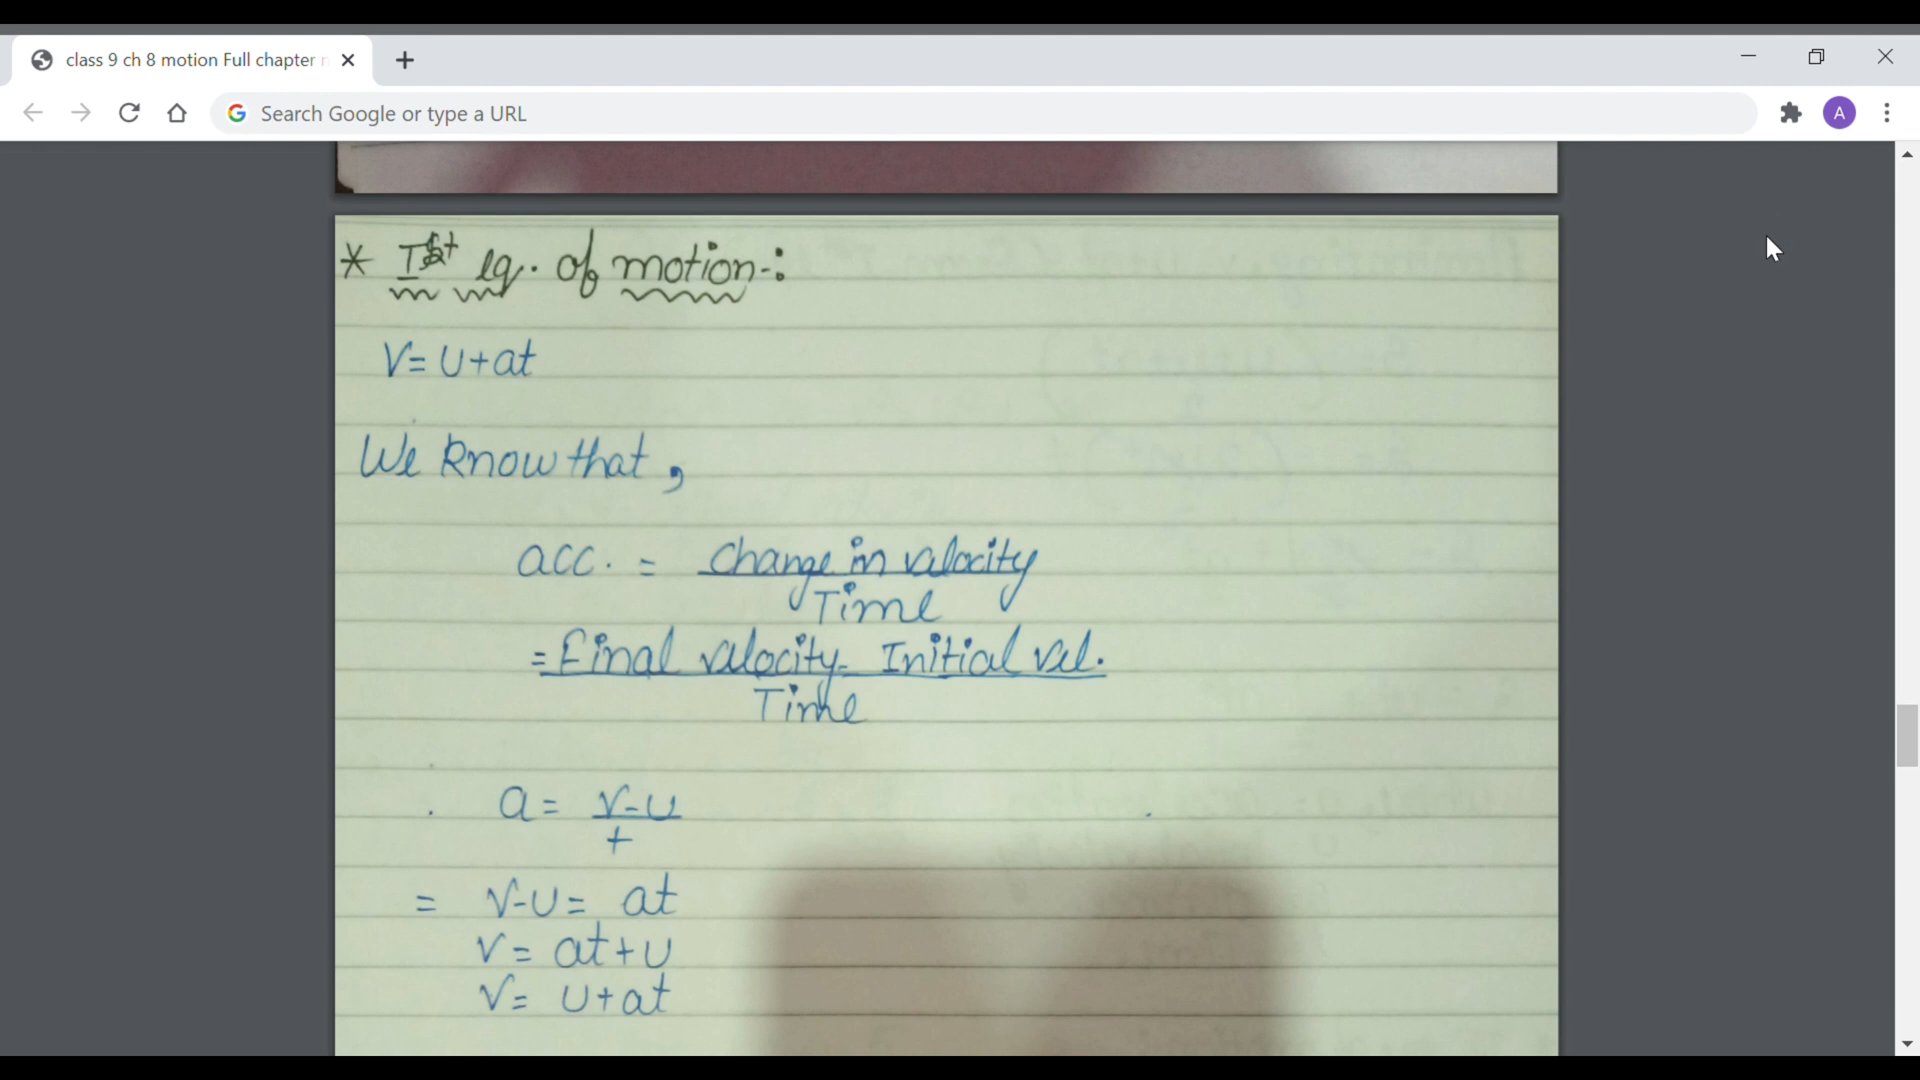 class 9 ch 8 motion Full chapter
Search Google or type a URL
A
* Ist eq. of motion-:
V= U+at
We know that,
acc. = Change in velocity
Time
= Final velocity- Initial vel.
Time
a= v-u
t
= v-u= at
v= at+u
v= u+at